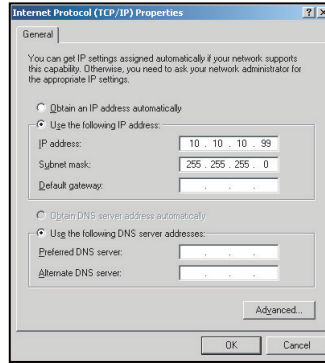 Internet Protocol (TCP/IP) Properties
General
You can get IP settings assigned automatically if your network supports
this capability. Otherwise, you need to ask your network administrator for
the appropriate IP settings.
Obtain an IP address automatically
Use the following IP address:
IP address: 10 . 10 . 10 . 99
Subnet mask: 255 . 255 . 255 . 0
Default gateway: . . .
Obtain DNS server address automatically
Use the following DNS server addresses:
Preferred DNS server: . . .
Alternate DNS server: . . .
Advanced...
OK Cancel